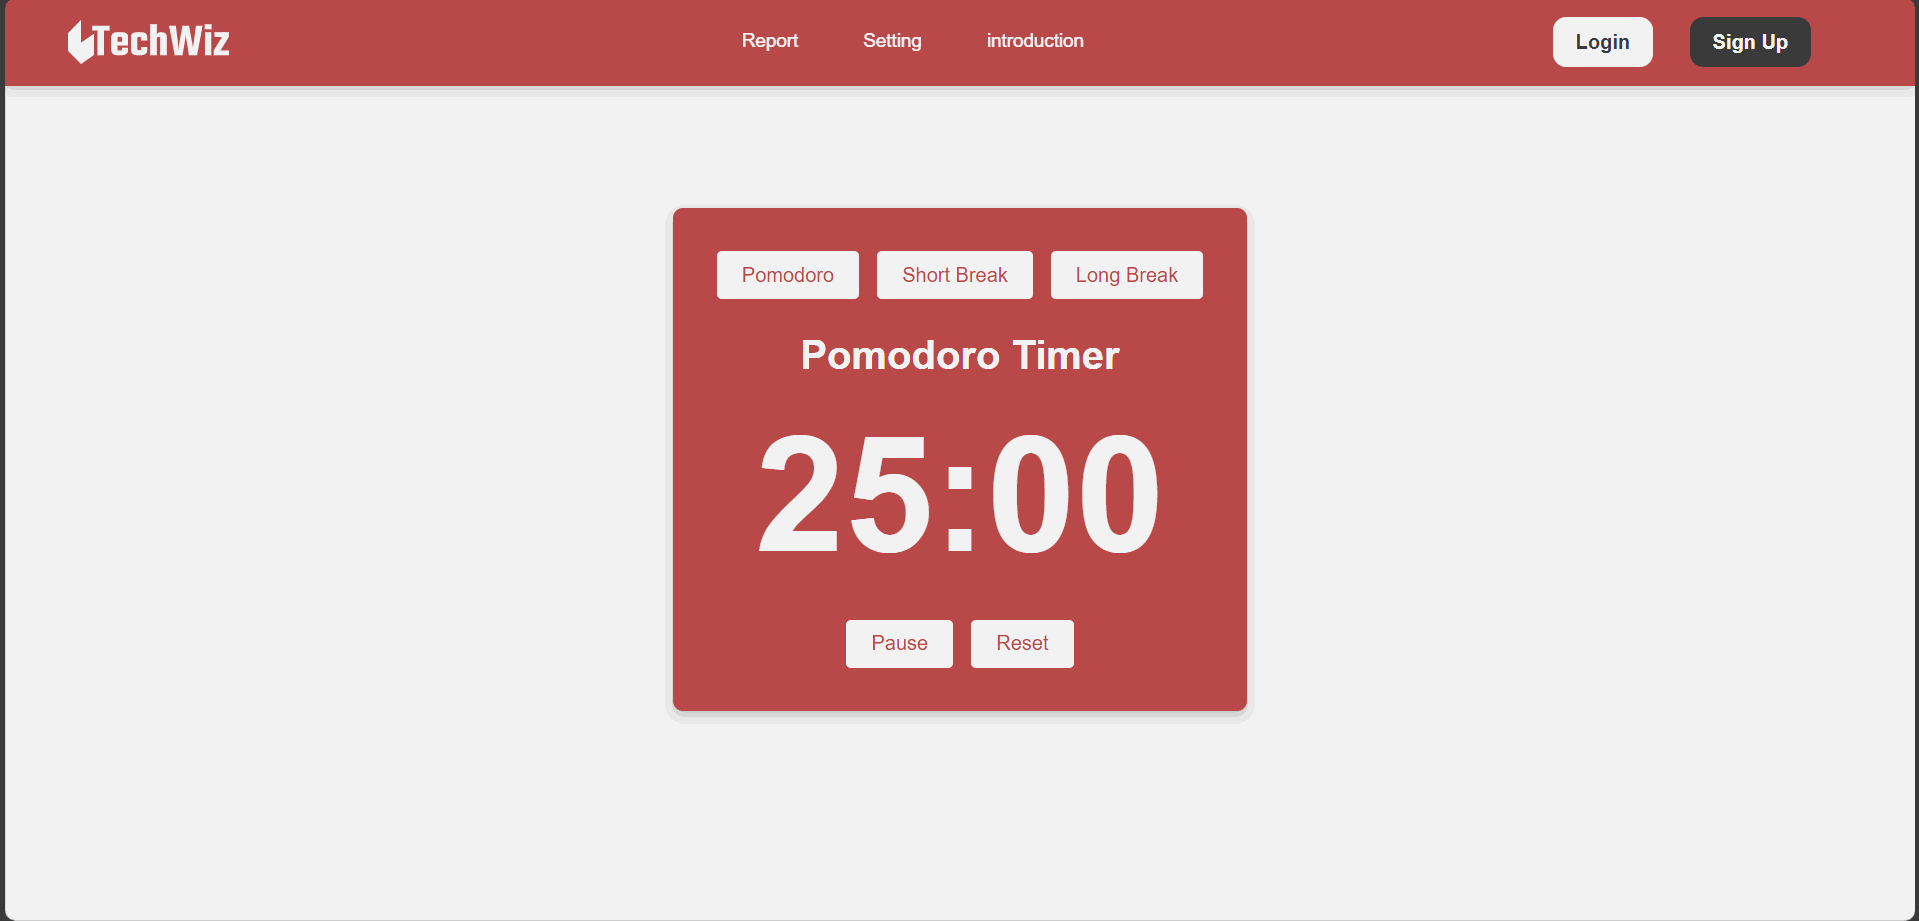 TechWiz
Report Setting introduction
Login Sign Up
Pomodoro Short Break Long Break
Pomodoro Timer
25:00
Pause Reset